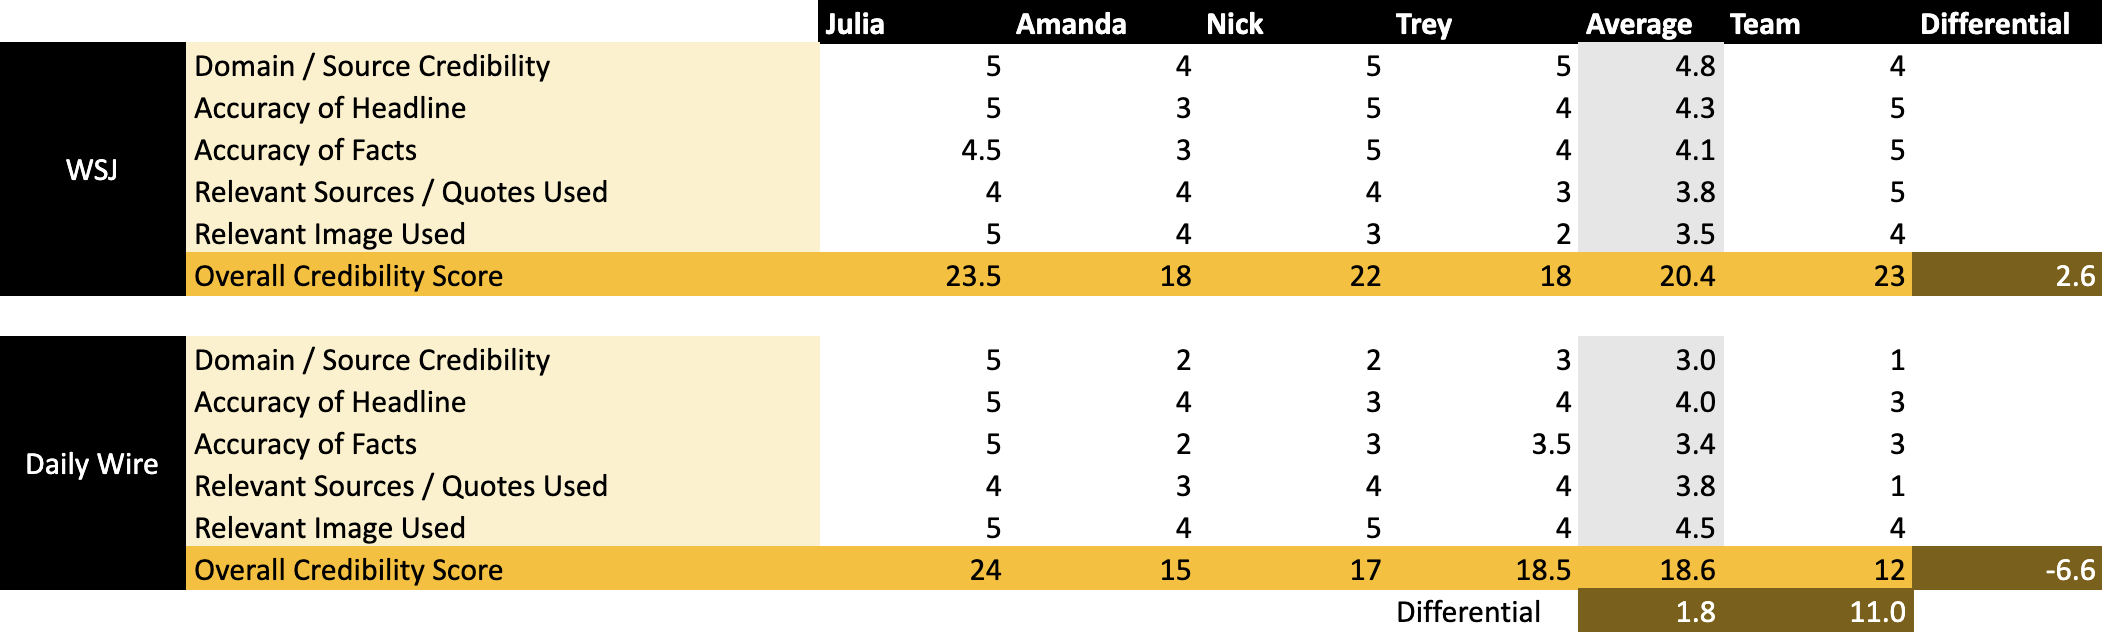 Julia Amanda Nick Trey Average Team Differential
Domain / Source Credibility 5 4 5 5 4.8 4
Accuracy of Headline 5 3 5 4 4.3 5
Accuracy of Facts 4.5 3 5 4 4.1 5
WSJ
Relevant Sources / Quotes Used 4 4 4 3 3.8 5
Relevant Image Used 5 4 3 2 3.5 4
Overall Credibility Score 23.5 18 22 18 20.4 23 2.6
Domain / Source Credibility 5 2 2 3 3.0 1
Accuracy of Headline 5 4 3 4 4.0 3
Accuracy of Facts 5 2 3 3.5 3.4 3
Daily Wire
Relevant Sources / Quotes Used 4 3 4 4 3.8 1
Relevant Image Used 5 4 5 4 4.5 4
Overall Credibility Score 24 15 17 18.5 18.6 12 -6.6
Differential 1.8 11.0